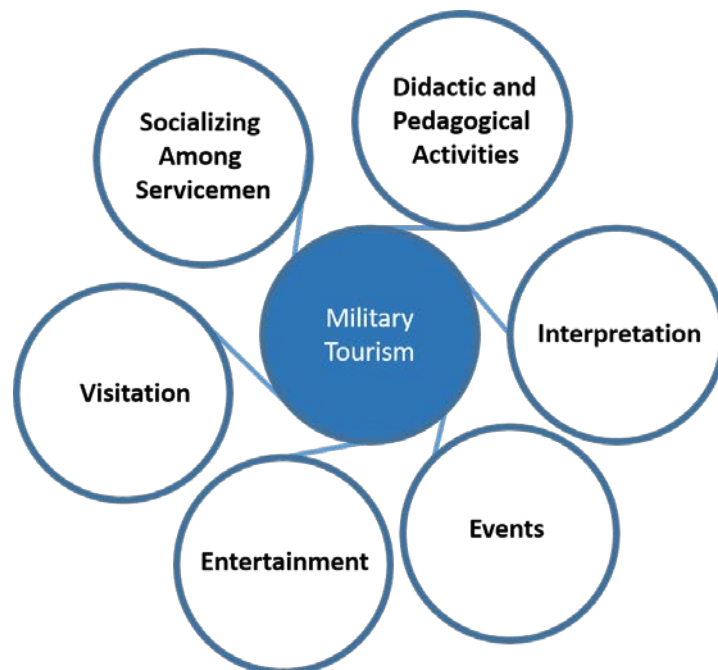 Didactic and
Pedagogical
Activities
Socializing
Among
Servicemen
Military
Tourism
Interpretation
Visitation
Events
Entertainment